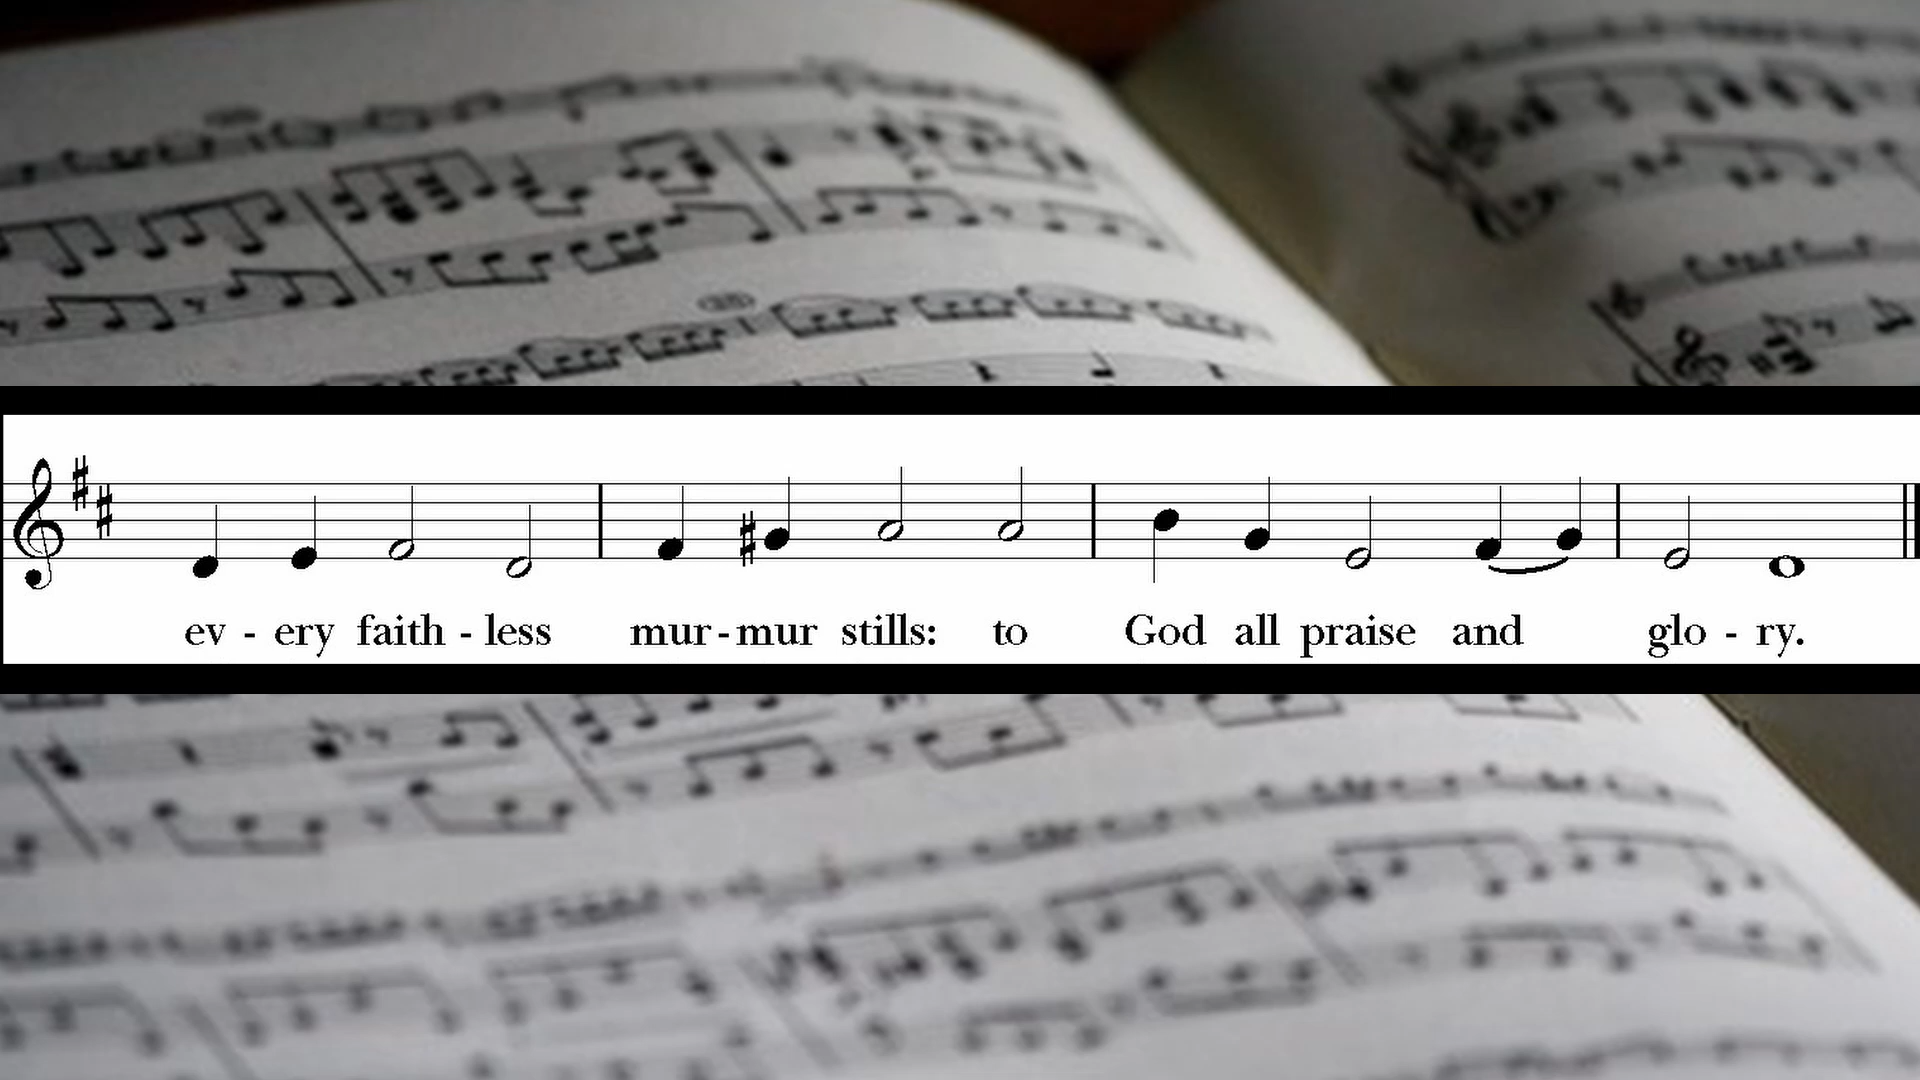 ev - ery faith - less mur - mur stills: to God all praise and glo - ry.